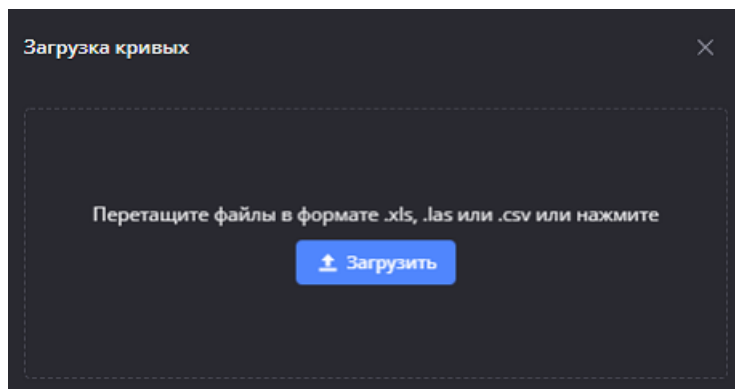 Загрузка кривых
Перетащите файлы в формате .xls, .las или .csv или нажмите
Загрузить